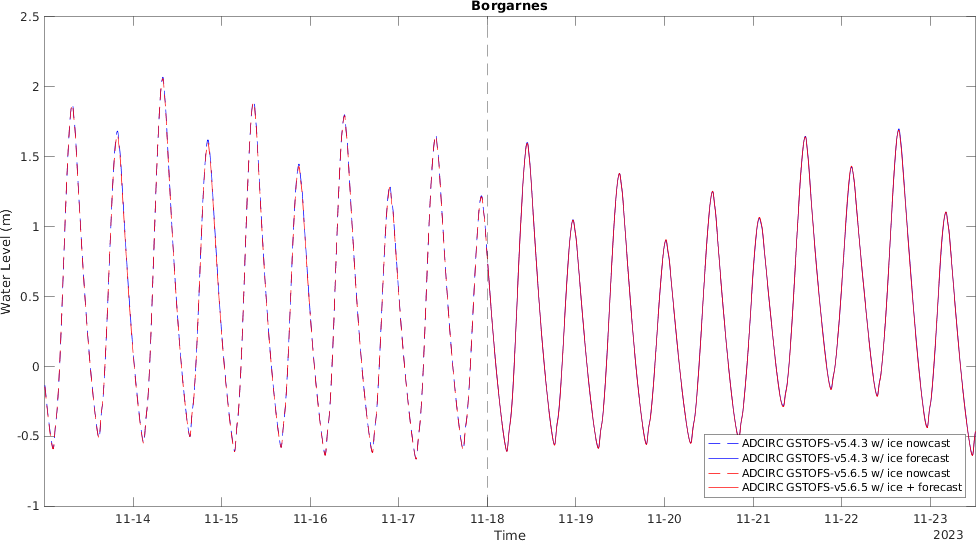 Borgarnes
2.5
2
1.5
1
0.5
0
-0.5
-1
Water Level (m)
11-14 11-15 11-16 11-17 11-18 11-19 11-20 11-21 11-22 11-23
Time
2023
ADCIRC GSTOFS-v5.4.3 w/ ice nowcast
ADCIRC GSTOFS-v5.4.3 w/ ice forecast
ADCIRC GSTOFS-v5.6.5 w/ ice nowcast
ADCIRC GSTOFS-v5.6.5 w/ ice + forecast